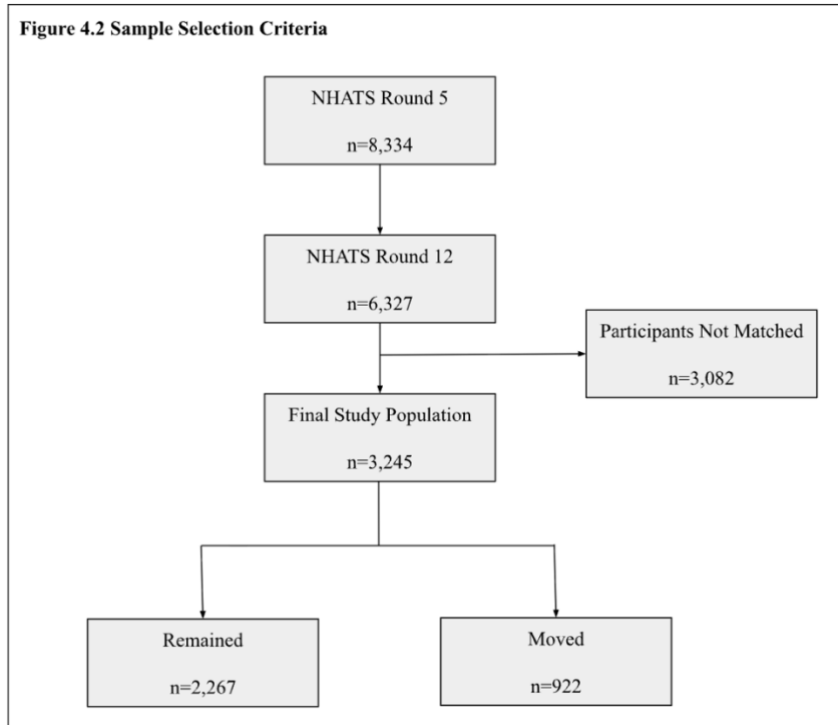 Figure 4.2 Sample Selection Criteria
NHATS Round 5
n=8,334
NHATS Round 12
n=6,327
Participants Not Matched
n=3,082
Final Study Population
n=3,245
Remained
n=2,267
Moved
n=922